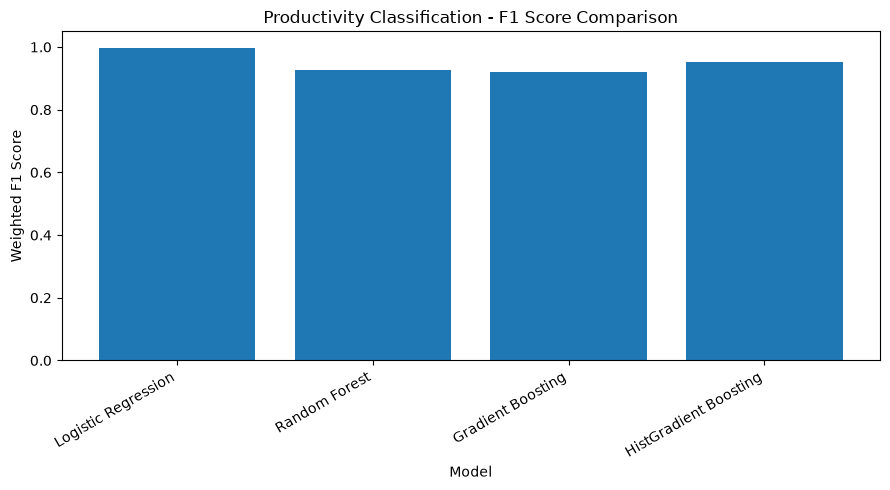 Productivity Classification - F1 Score Comparison
Weighted F1 Score
1.0
0.8
0.6
0.4
0.2
0.0
Logistic Regression
Random Forest
Gradient Boosting
HistGradient Boosting
Model